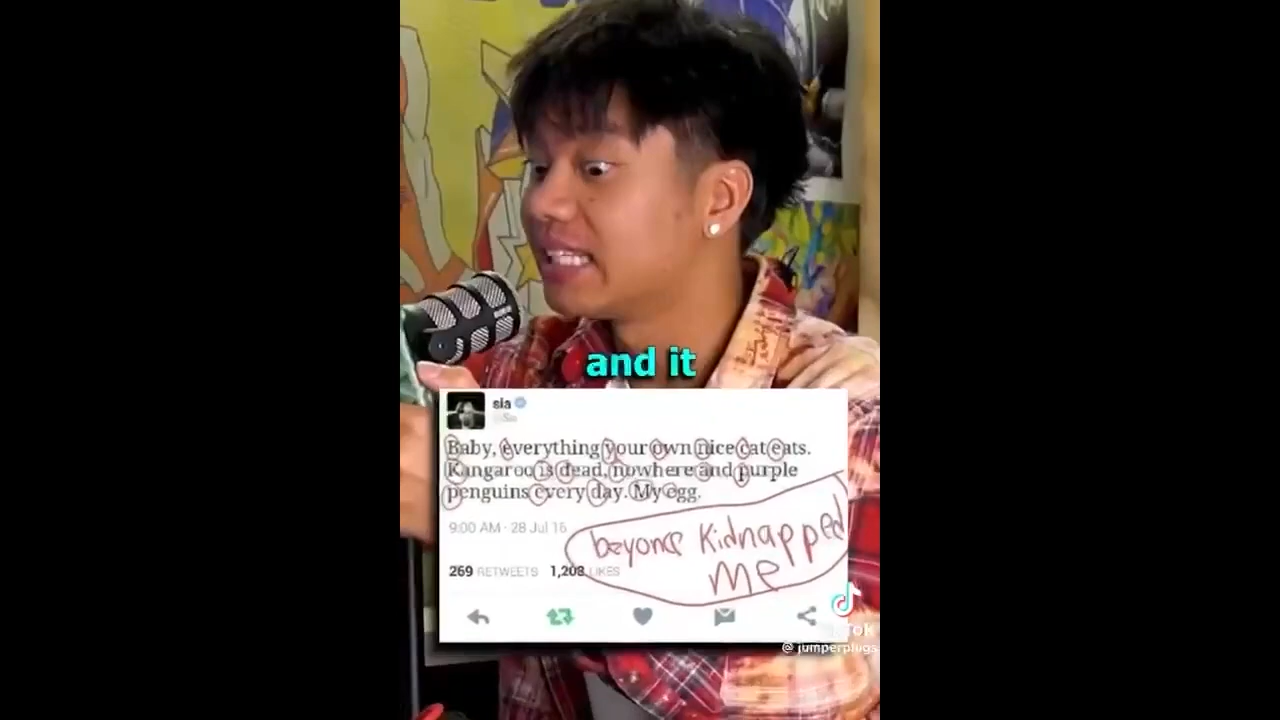 and it
sia
Baby, everything your own nice cat eats.
Kangaroo is dead, nowhere and purple
penguins every day. My egg.
9:00 AM - 28 Jul 16
beyonce kidnapped
me
269 RETWEETS 1,208 LIKES
@ jumperplugs